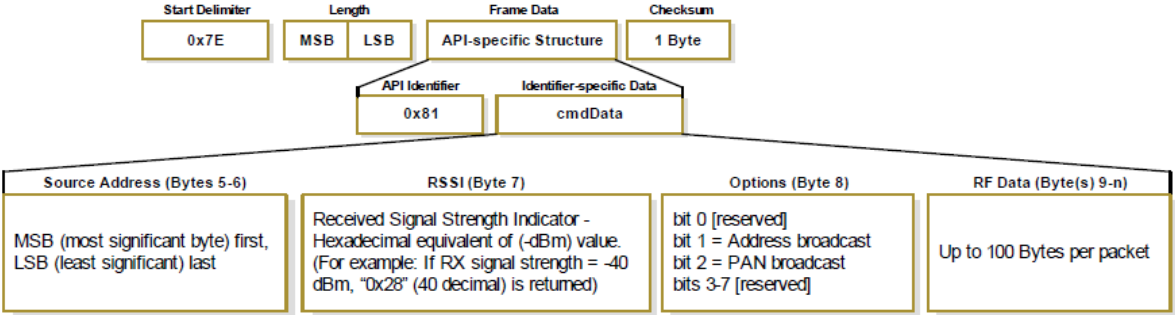 Start Delimiter Length Frame Data Checksum
0x7E MSB LSB API-specific Structure 1 Byte
API Identifier Identifier-specific Data
0x81 cmdData
Source Address (Bytes 5-6)
MSB (most significant byte) first,
LSB (least significant) last
RSSI (Byte 7)
Received Signal Strength Indicator -
Hexadecimal equivalent of (-dBm) value.
(For example: If RX signal strength = -40
dBm, “0x28” (40 decimal) is returned)
Options (Byte 8)
bit 0 [reserved]
bit 1 = Address broadcast
bit 2 = PAN broadcast
bits 3-7 [reserved]
RF Data (Byte(s) 9-n)
Up to 100 Bytes per packet